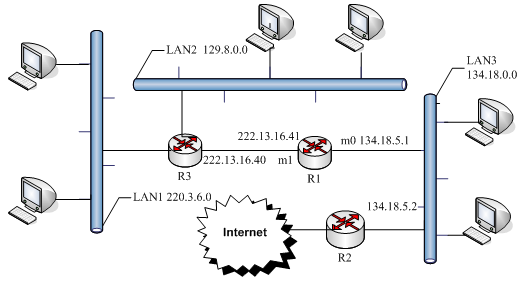 LAN2 129.8.0.0
LAN3
134.18.0.0
222.13.16.41
m0 134.18.5.1
222.13.16.40
m1
R3
R1
LAN1 220.3.6.0
134.18.5.2
Internet
R2